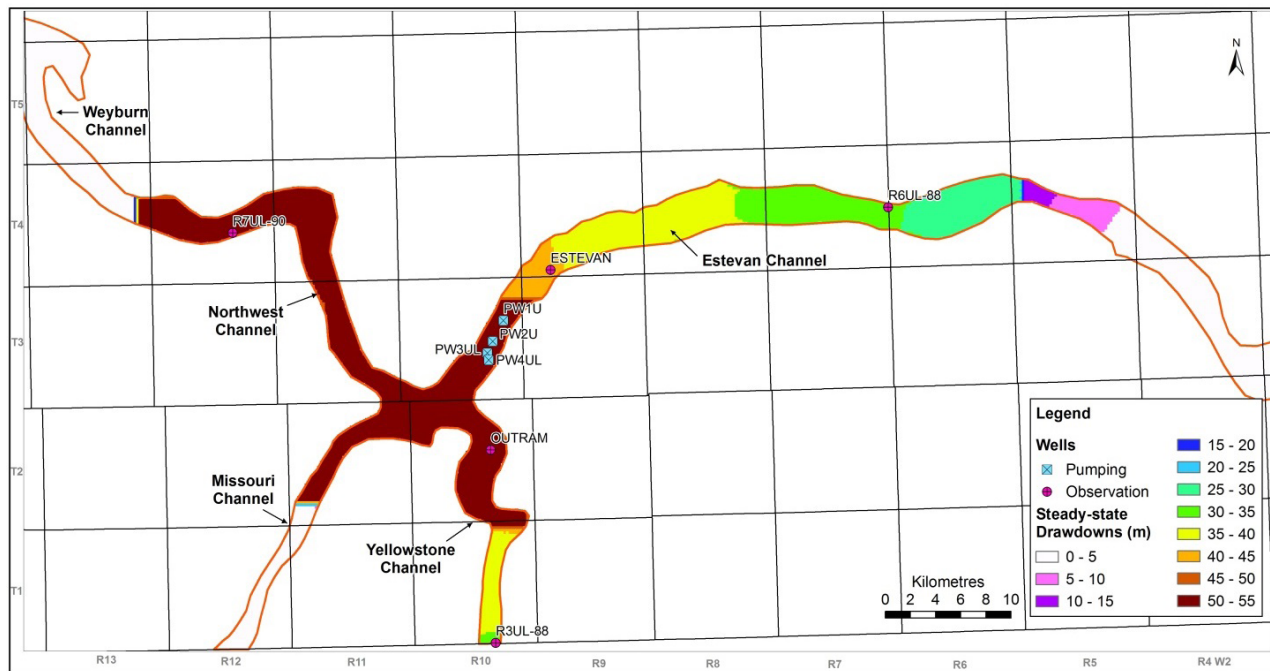 N
T5
Weyburn
Channel
R7UL-90
R6UL-88
T4
ESTEVAN
Estevan Channel
Northwest
Channel
PW1U
PW2U
T3
PW3UL
PW4UL
OUTRAM
T2
Missouri
Channel
Yellowstone
Channel
T1
R3UL-88
Kilometres
0 2 4 6 8 10
Legend
Wells
Pumping
Observation
Steady-state
Drawdowns (m)
0 - 5
5 - 10
10 - 15
15 - 20
20 - 25
25 - 30
30 - 35
35 - 40
40 - 45
45 - 50
50 - 55
R13 R12 R11 R10 R9 R8 R7 R6 R5 R4 W2